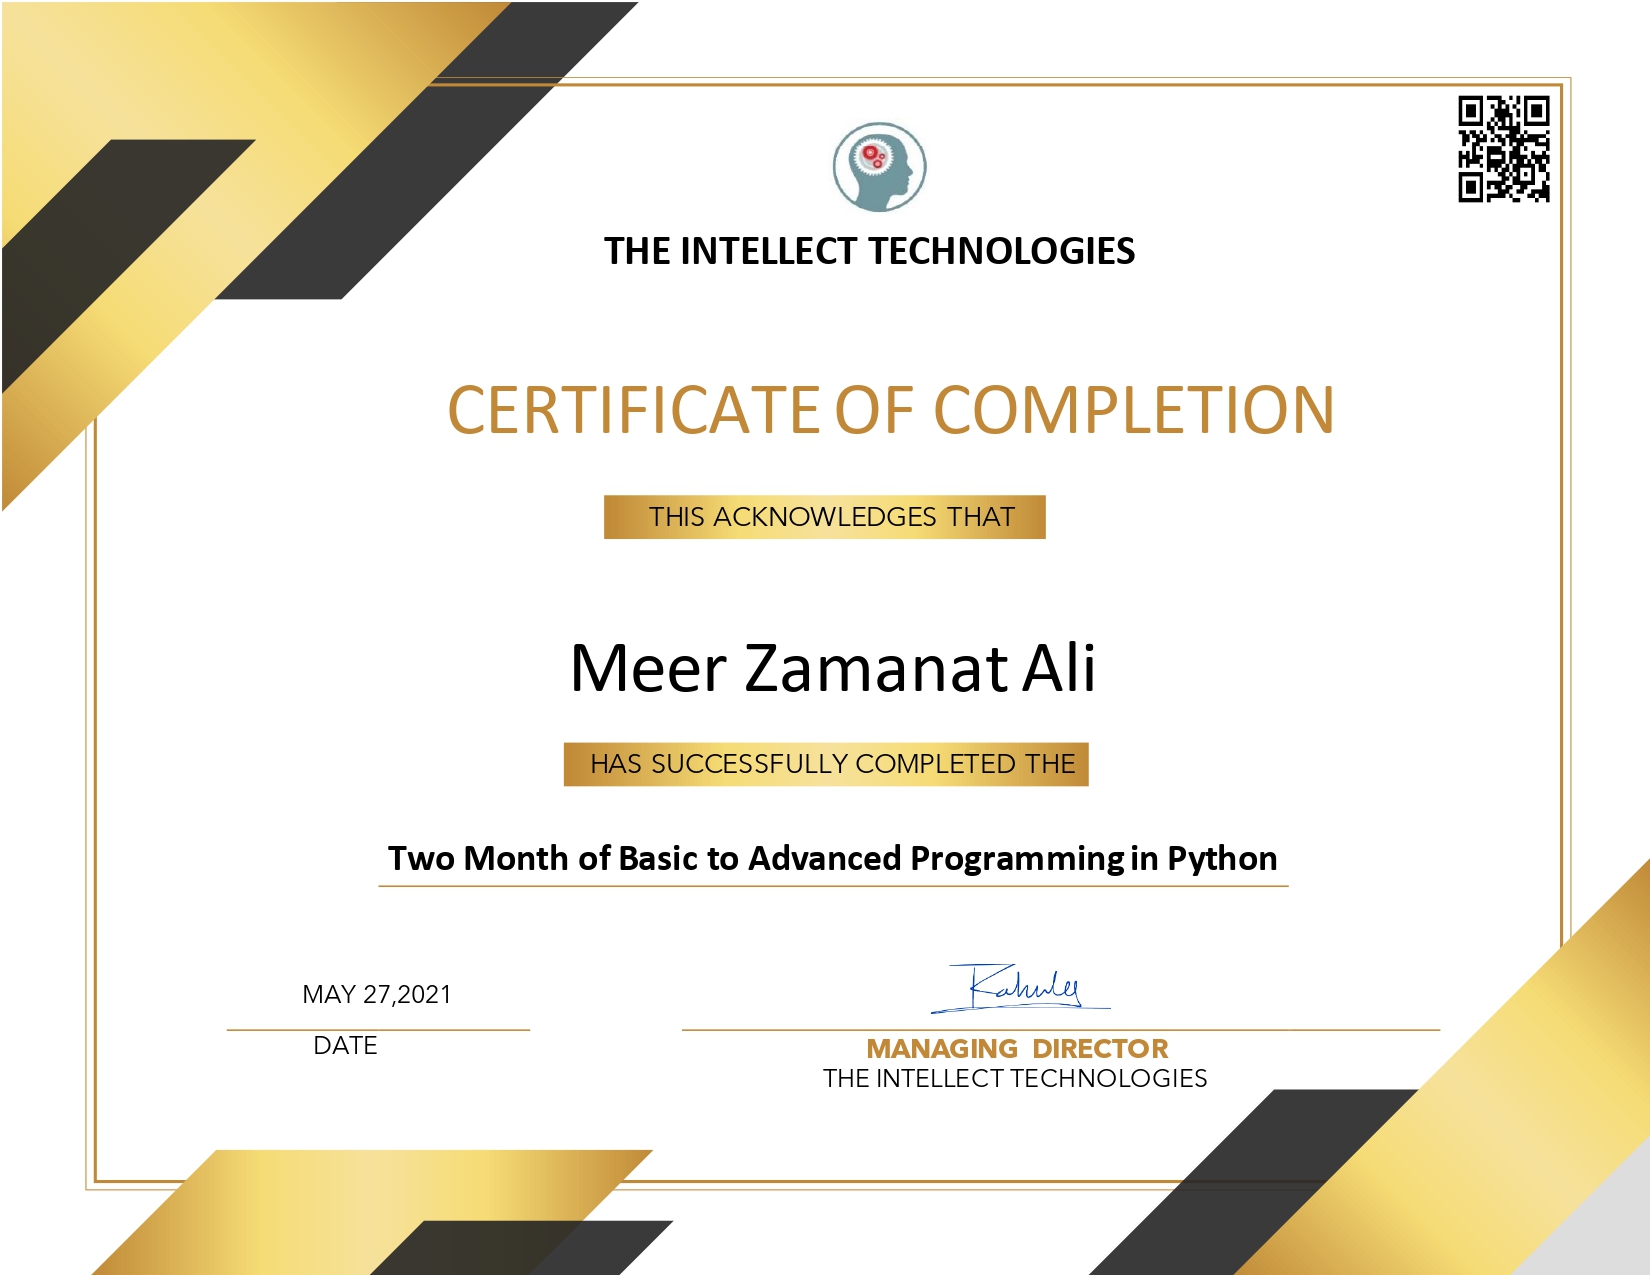 THE INTELLECT TECHNOLOGIES
CERTIFICATE OF COMPLETION
THIS ACKNOWLEDGES THAT
Meer Zamanat Ali
HAS SUCCESSFULLY COMPLETED THE
Two Month of Basic to Advanced Programming in Python
MAY 27,2021
DATE
MANAGING DIRECTOR
THE INTELLECT TECHNOLOGIES